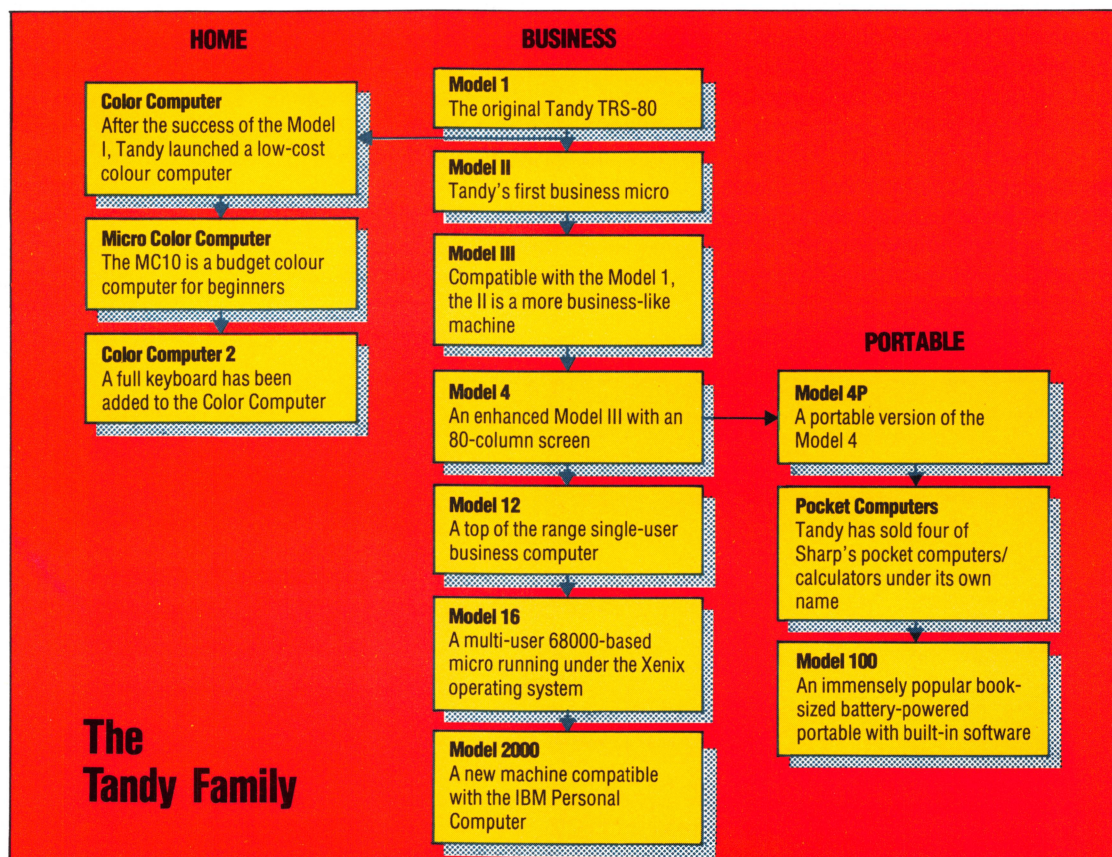 HOME
Color Computer
After the success of the Model
I, Tandy launched a low-cost
colour computer
Micro Color Computer
The MC10 is a budget colour
computer for beginners
Color Computer 2
A full keyboard has been
added to the Color Computer
BUSINESS
Model 1
The original Tandy TRS-80
Model II
Tandy's first business micro
Model III
Compatible with the Model 1,
the II is a more business-like
machine
Model 4
An enhanced Model III with an
80-column screen
Model 12
A top of the range single-user
business computer
Model 16
A multi-user 68000-based
micro running under the Xenix
operating system
Model 2000
A new machine compatible
with the IBM Personal
Computer
PORTABLE
Model 4P
A portable version of the
Model 4
Pocket Computers
Tandy has sold four of
Sharp's pocket computers/
calculators under its own
name
Model 100
An immensely popular book-
sized battery-powered
portable with built-in software
The
Tandy Family